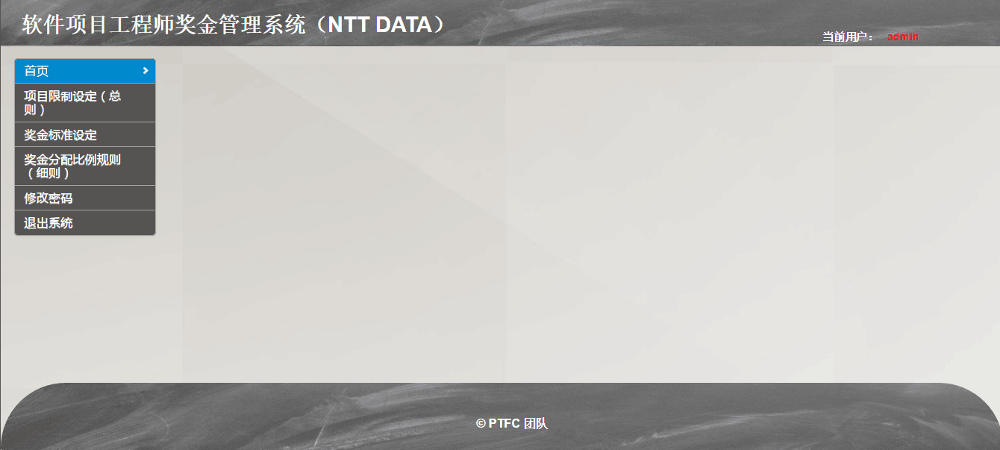 软件项目工程师奖金管理系统（NTT DATA）
当前用户： admin
首页
项目限制设定（总
则）
奖金标准设定
奖金分配比例规则
（细则）
修改密码
退出系统
© PTFC 团队